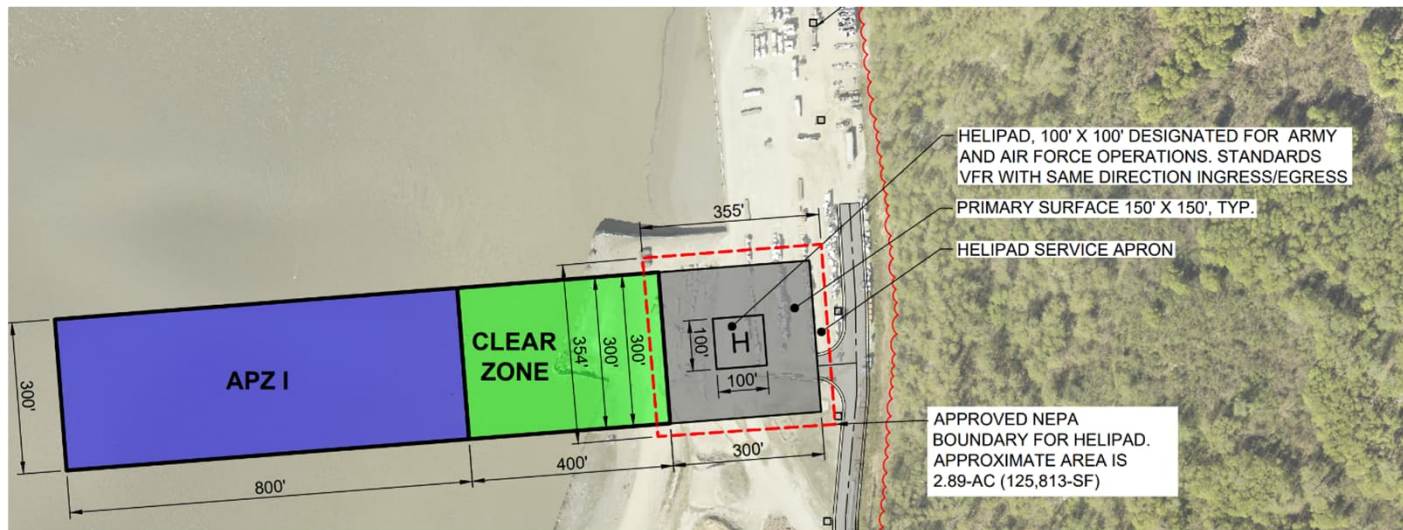 HELIPAD, 100' X 100' DESIGNATED FOR ARMY
AND AIR FORCE OPERATIONS. STANDARDS
VFR WITH SAME DIRECTION INGRESS/EGRESS
355'
PRIMARY SURFACE 150' X 150', TYP.
HELIPAD SERVICE APRON
300'
APZ I
CLEAR
ZONE
354'
300'
300'
100'
H
100'
800'
400'
300'
APPROVED NEPA
BOUNDARY FOR HELIPAD.
APPROXIMATE AREA IS
2.89-AC (125,813-SF)